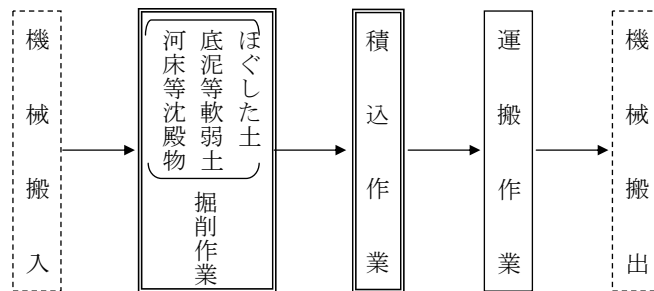 機械搬入
ほぐした土
底泥等軟弱土
河床等沈殿物
掘削作業
積込作業
運搬作業
機械搬出